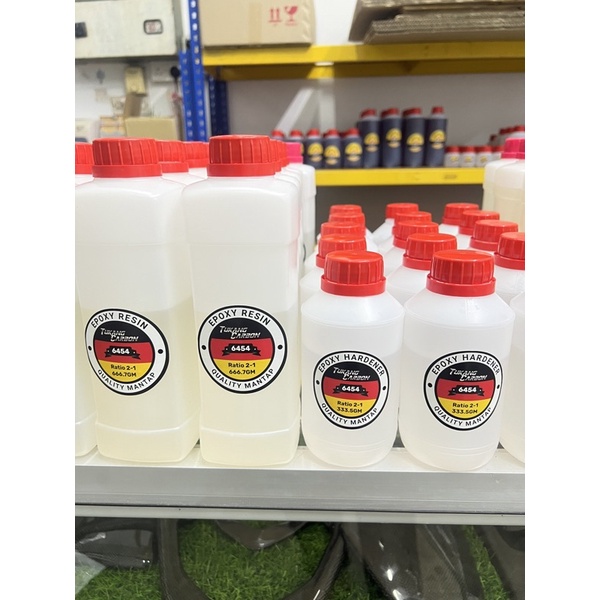 EPOXY RESIN
TUKANG
CARBON
6454
Ratio 2-1
666.7GM
QUALITY MANTAP
EPOXY RESIN
TUKANG
CARBON
6454
Ratio 2-1
666.7GM
QUALITY MANTAP
EPOXY HARDENER
TUKANG
CARBON
6454
Ratio 2-1
333.5GM
QUALITY MANTAP
EPOXY HARDENER
TUKANG
CARBON
6454
Ratio 2-1
333.5GM
QUALITY MANTAP